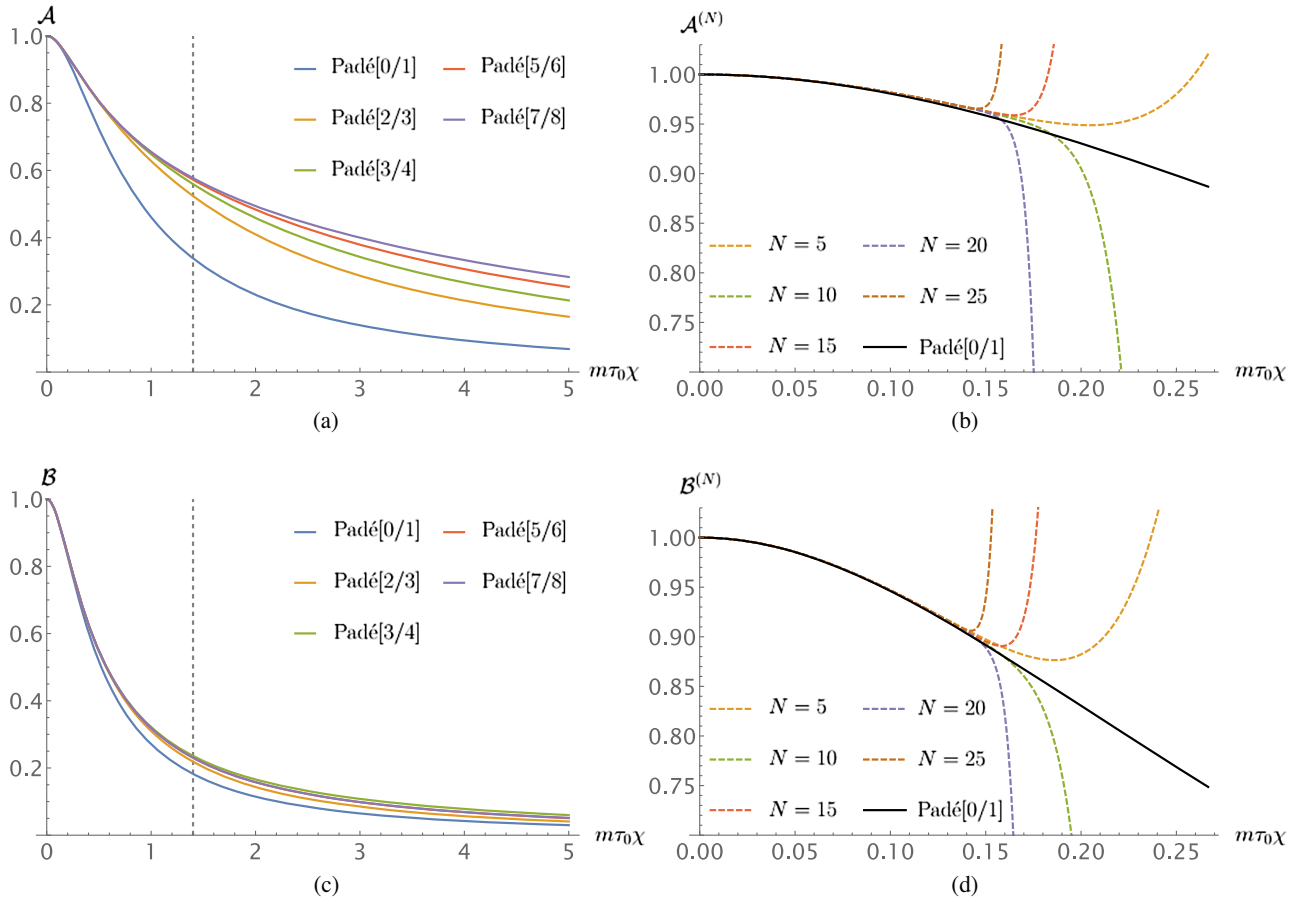 𝒜
1.0
0.8
0.6
0.4
0.2
0 1 2 3 4 5
mτ₀χ
Padé[0/1] Padé[5/6]
Padé[2/3] Padé[7/8]
Padé[3/4]
(a)
𝒜⁽ᴺ⁾
1.00
0.95
0.90
0.85
0.80
0.75
0.00 0.05 0.10 0.15 0.20 0.25
mτ₀χ
N = 5 N = 20
N = 10 N = 25
N = 15 Padé[0/1]
(b)
ℬ
1.0
0.8
0.6
0.4
0.2
0 1 2 3 4 5
mτ₀χ
Padé[0/1] Padé[5/6]
Padé[2/3] Padé[7/8]
Padé[3/4]
(c)
ℬ⁽ᴺ⁾
1.00
0.95
0.90
0.85
0.80
0.75
0.00 0.05 0.10 0.15 0.20 0.25
mτ₀χ
N = 5 N = 20
N = 10 N = 25
N = 15 Padé[0/1]
(d)